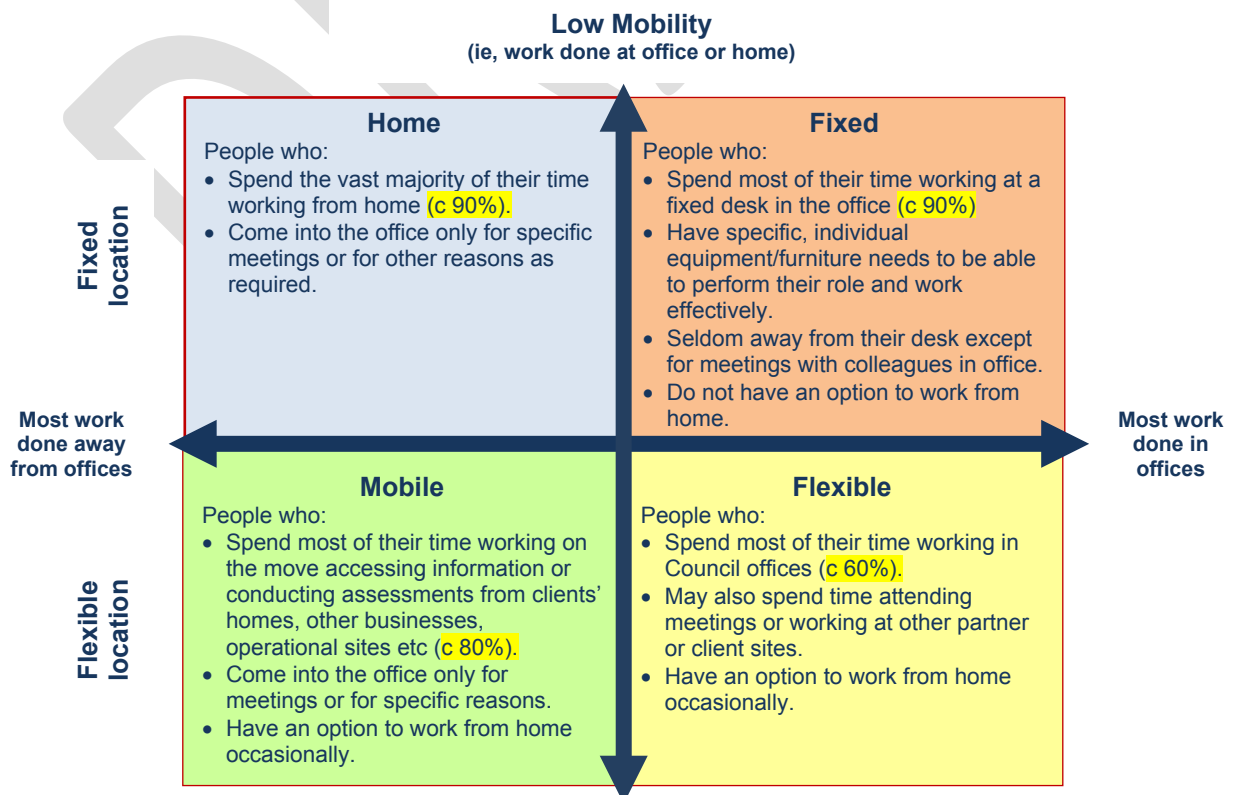 Low Mobility
(ie, work done at office or home)
Fixed
location
Home
People who:
• Spend the vast majority of their time
working from home (c 90%).
• Come into the office only for specific
meetings or for other reasons as
required.
Fixed
People who:
• Spend most of their time working at a
fixed desk in the office (c 90%)
• Have specific, individual
equipment/furniture needs to be able
to perform their role and work
effectively.
• Seldom away from their desk except
for meetings with colleagues in office.
• Do not have an option to work from
home.
Most work
done away
from offices
Most work
done in
offices
Flexible
location
Mobile
People who:
• Spend most of their time working on
the move accessing information or
conducting assessments from clients’
homes, other businesses,
operational sites etc (c 80%).
• Come into the office only for
meetings or for specific reasons.
• Have an option to work from home
occasionally.
Flexible
People who:
• Spend most of their time working in
Council offices (c 60%).
• May also spend time attending
meetings or working at other partner
or client sites.
• Have an option to work from home
occasionally.